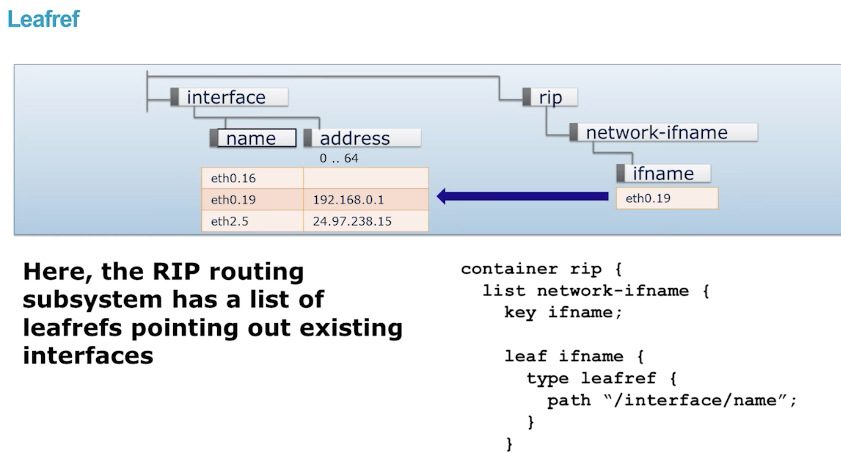 Leafref
interface
rip
name
address
network-ifname
0 .. 64
ifname
eth0.16
eth0.19 192.168.0.1
eth2.5 24.97.238.15
eth0.19
Here, the RIP routing
subsystem has a list of
leafrefs pointing out existing
interfaces
container rip {
list network-ifname {
key ifname;
leaf ifname {
type leafref {
path “/interface/name”;
}
}